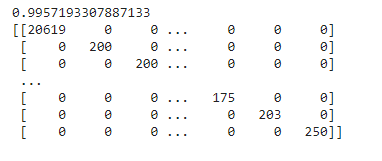 0.9957193307887133
[[20619 0 0 ... 0 0 0]
[ 0 200 0 ... 0 0 0]
[ 0 0 200 ... 0 0 0]
...
[ 0 0 0 ... 175 0 0]
[ 0 0 0 ... 0 203 0]
[ 0 0 0 ... 0 0 250]]